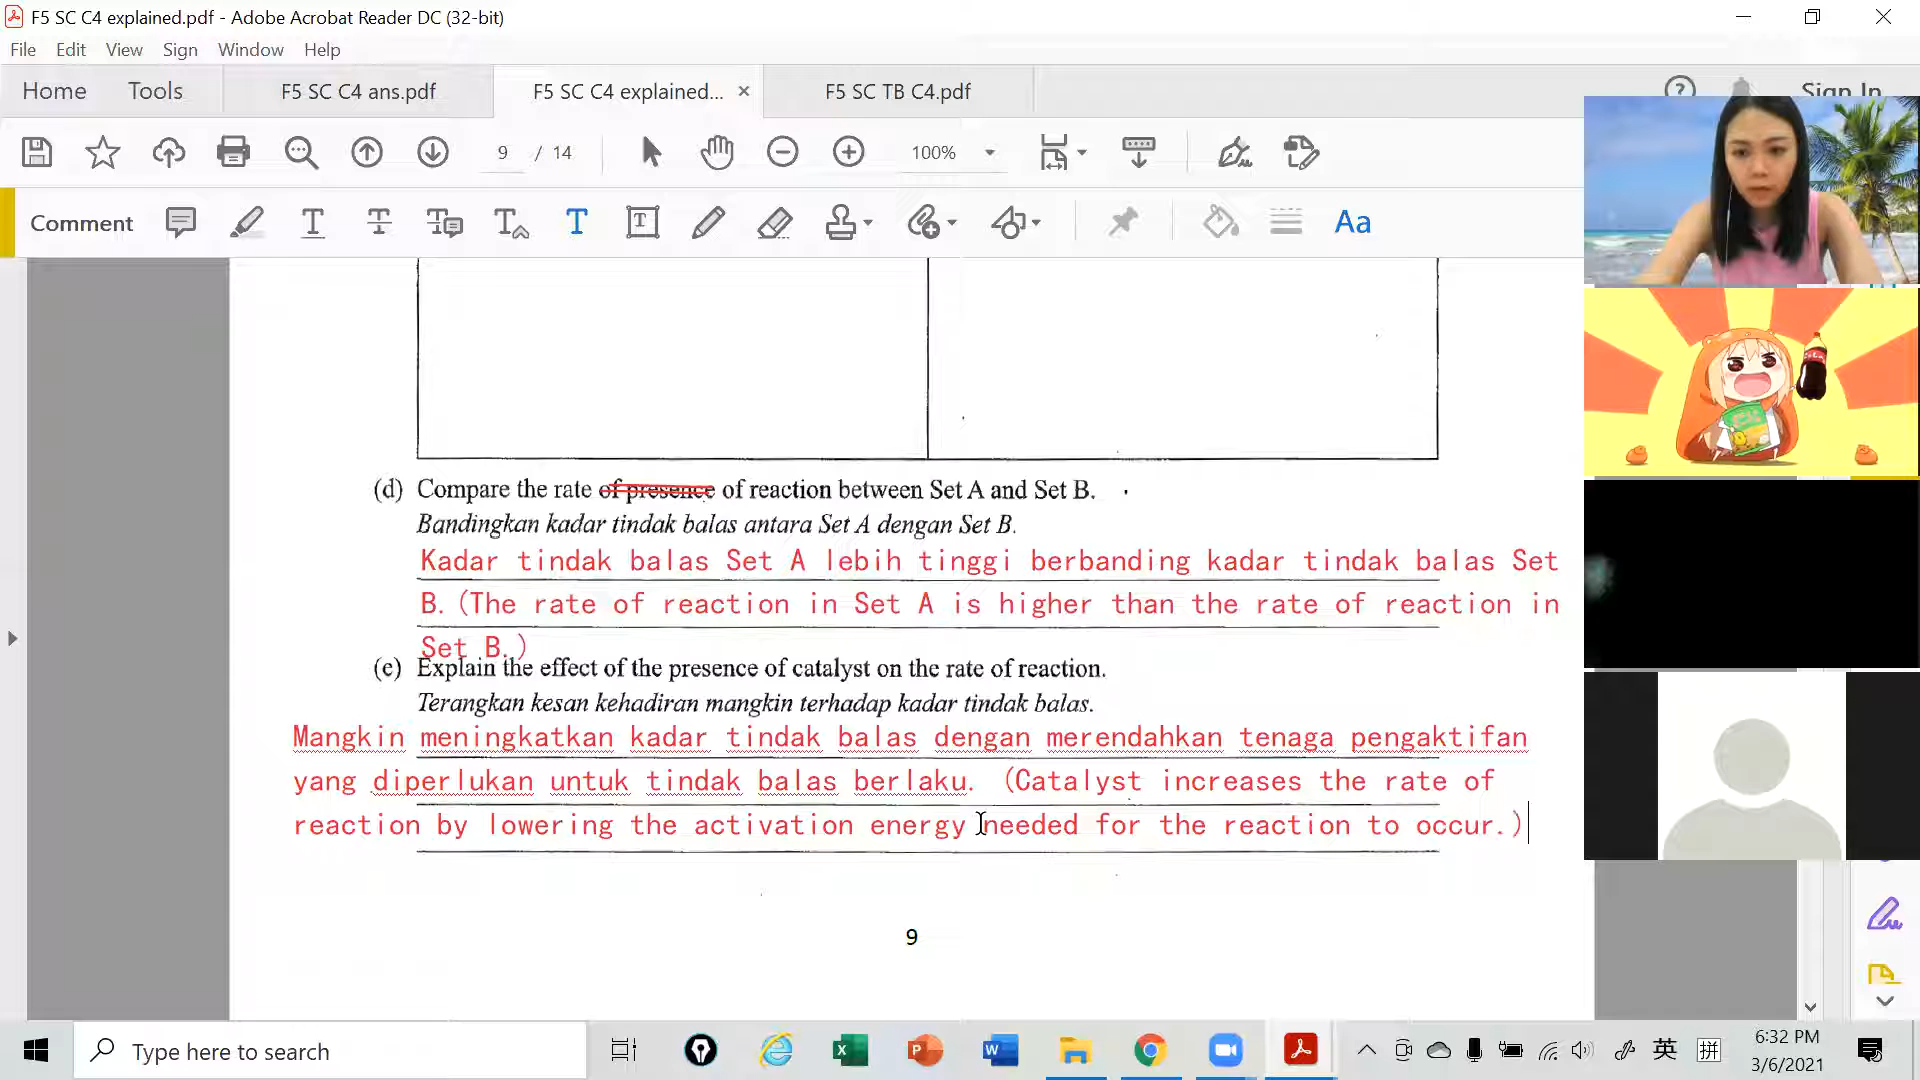 F5 SC C4 explained.pdf - Adobe Acrobat Reader DC (32-bit)
File Edit View Sign Window Help
Home Tools F5 SC C4 ans.pdf F5 SC C4 explained... × F5 SC TB C4.pdf Sign In
9 / 14 100%
Comment Aa
(d) Compare the rate of presence of reaction between Set A and Set B.
Bandingkan kadar tindak balas antara Set A dengan Set B.
Kadar tindak balas Set A lebih tinggi berbanding kadar tindak balas Set
B. (The rate of reaction in Set A is higher than the rate of reaction in
Set B.)
(e) Explain the effect of the presence of catalyst on the rate of reaction.
Terangkan kesan kehadiran mangkin terhadap kadar tindak balas.
Mangkin meningkatkan kadar tindak balas dengan merendahkan tenaga pengaktifan
yang diperlukan untuk tindak balas berlaku. (Catalyst increases the rate of
reaction by lowering the activation energy needed for the reaction to occur.)
9
Type here to search
英 拼
6:32 PM
3/6/2021